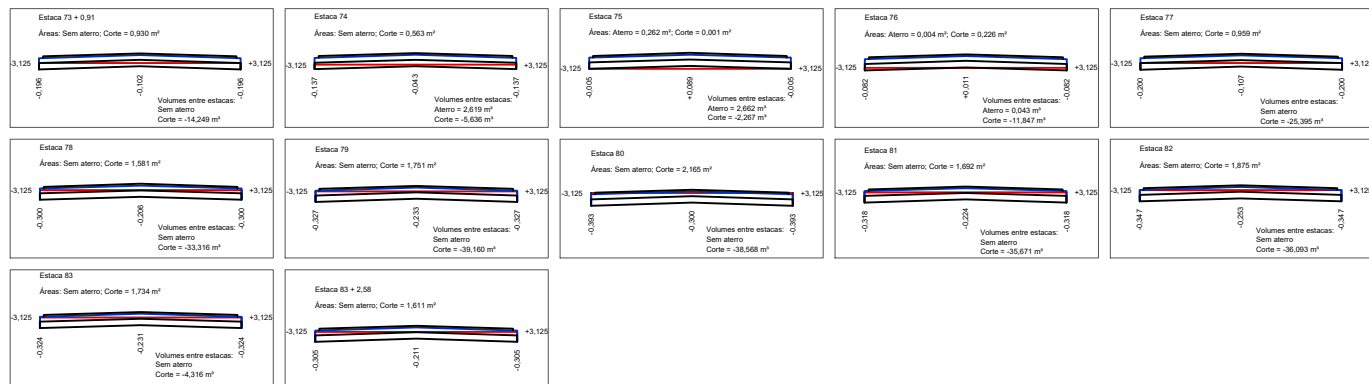 Estaca 73 + 0,91
Áreas: Sem aterro; Corte = 0,930 m²
-3,125
+3,125
-0,196
-0,102
-0,196
Volumes entre estacas:
Sem aterro
Corte = -14,249 m³
Estaca 74
Áreas: Sem aterro; Corte = 0,563 m²
-3,125
+3,125
-0,137
-0,043
-0,137
Volumes entre estacas:
Aterro = 2,619 m³
Corte = -5,636 m³
Estaca 75
Áreas: Aterro = 0,262 m²; Corte = 0,001 m²
-3,125
+3,125
-0,005
+0,089
-0,005
Volumes entre estacas:
Aterro = 2,662 m³
Corte = -2,267 m³
Estaca 76
Áreas: Aterro = 0,004 m²; Corte = 0,226 m²
-3,125
+3,125
-0,082
+0,011
-0,082
Volumes entre estacas:
Aterro = 0,043 m³
Corte = -11,847 m³
Estaca 77
Áreas: Sem aterro; Corte = 0,959 m²
-3,125
+3,125
-0,200
-0,107
-0,200
Volumes entre estacas:
Sem aterro
Corte = -25,395 m³
Estaca 78
Áreas: Sem aterro; Corte = 1,581 m²
-3,125
+3,125
-0,300
-0,206
-0,300
Volumes entre estacas:
Sem aterro
Corte = -33,316 m³
Estaca 79
Áreas: Sem aterro; Corte = 1,751 m²
-3,125
+3,125
-0,327
-0,233
-0,327
Volumes entre estacas:
Sem aterro
Corte = -39,160 m³
Estaca 80
Áreas: Sem aterro; Corte = 2,165 m²
-3,125
+3,125
-0,393
-0,300
-0,393
Volumes entre estacas:
Sem aterro
Corte = -38,568 m³
Estaca 81
Áreas: Sem aterro; Corte = 1,692 m²
-3,125
+3,125
-0,318
-0,224
-0,318
Volumes entre estacas:
Sem aterro
Corte = -35,671 m³
Estaca 82
Áreas: Sem aterro; Corte = 1,875 m²
-3,125
+3,125
-0,347
-0,253
-0,347
Volumes entre estacas:
Sem aterro
Corte = -36,093 m³
Estaca 83
Áreas: Sem aterro; Corte = 1,734 m²
-3,125
+3,125
-0,324
-0,231
-0,324
Volumes entre estacas:
Sem aterro
Corte = -4,316 m³
Estaca 83 + 2,58
Áreas: Sem aterro; Corte = 1,611 m²
-3,125
+3,125
-0,305
-0,211
-0,305